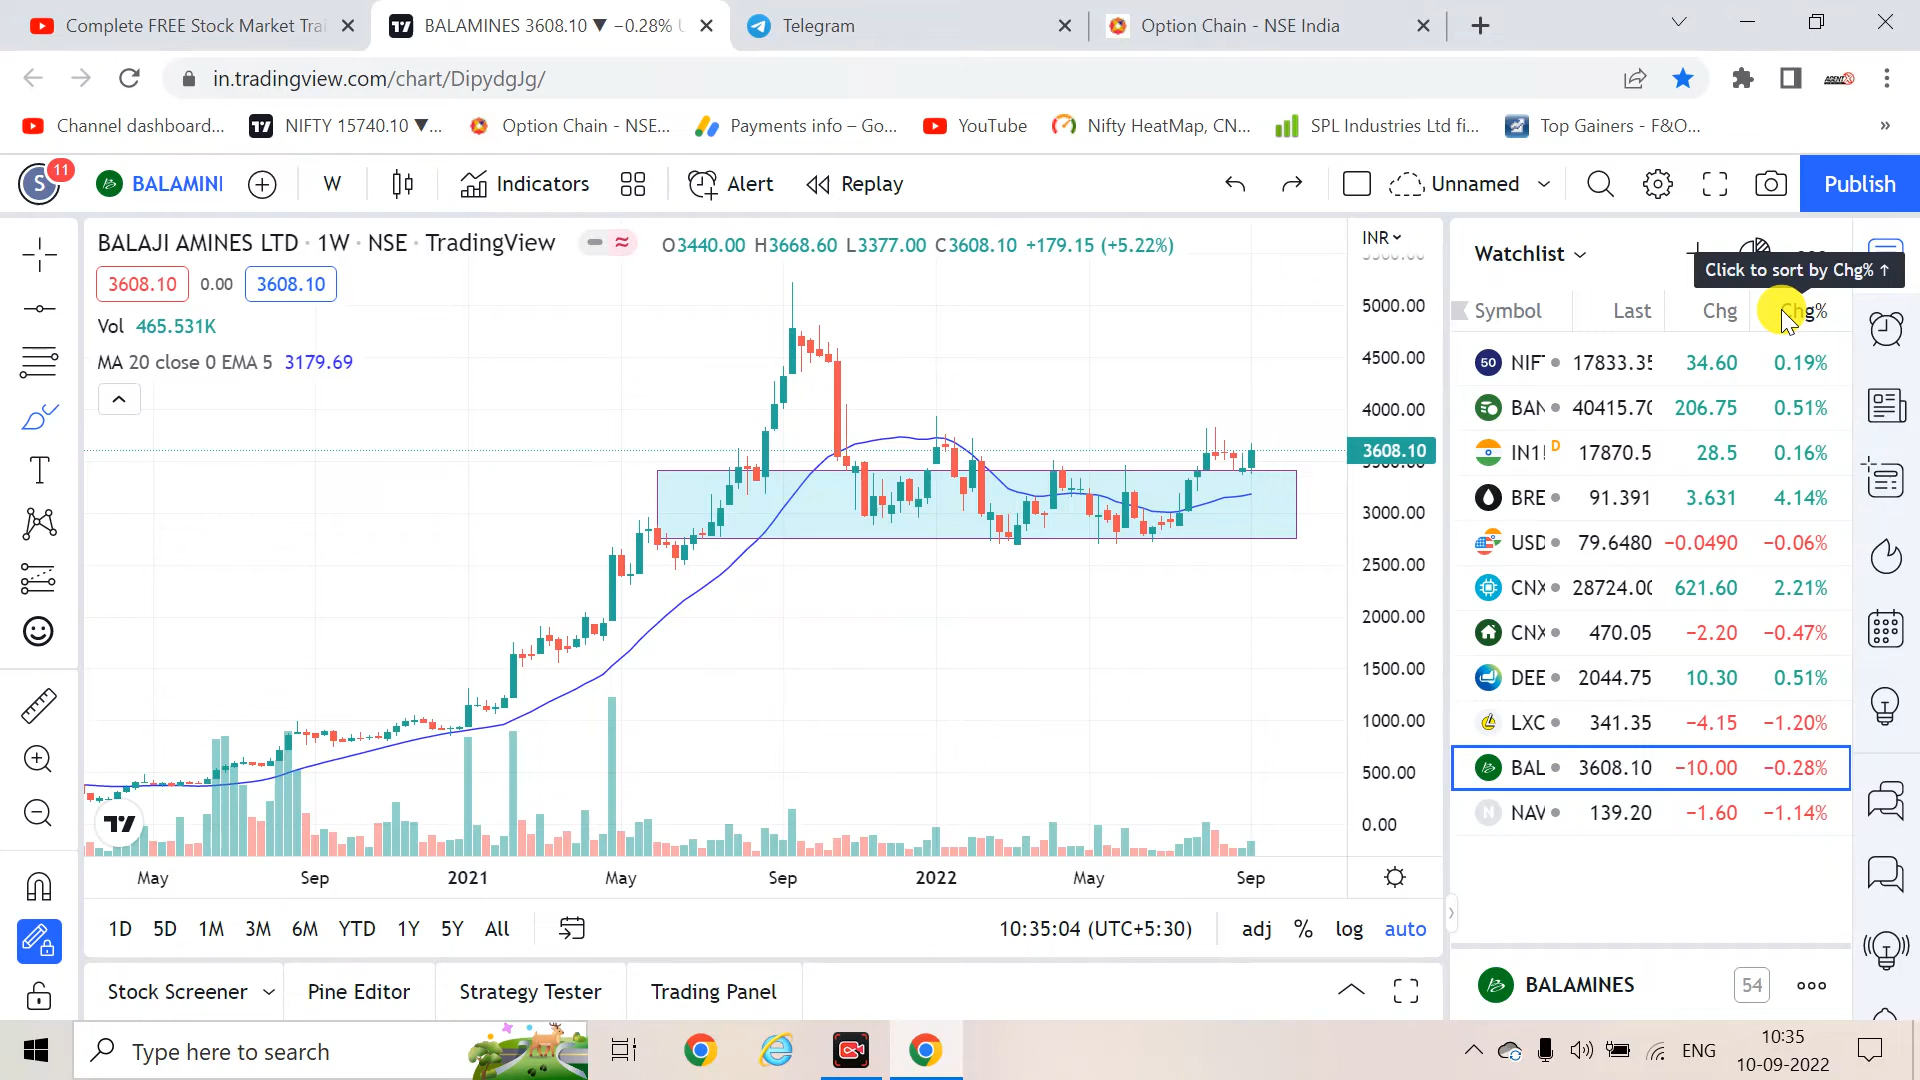 Complete FREE Stock Market Trai
BALAMINES 3608.10 ▼ −0.28% U
Telegram
Option Chain - NSE India
in.tradingview.com/chart/DipydgJg/
Channel dashboard...
NIFTY 15740.10 ▼...
Option Chain - NSE...
Payments info – Go...
YouTube
Nifty HeatMap, CN...
SPL Industries Ltd fi...
Top Gainers - F&O...
»
S
11
BALAMINI
W
Indicators
Alert
Replay
Unnamed
Publish
BALAJI AMINES LTD · 1W · NSE · TradingView
O3440.00 H3668.60 L3377.00 C3608.10 +179.15 (+5.22%)
3608.10
0.00
3608.10
Vol 465.531K
MA 20 close 0 EMA 5 3179.69
INR
5000.00
4500.00
4000.00
3608.10
3000.00
2500.00
2000.00
1500.00
1000.00
500.00
0.00
May
Sep
2021
May
Sep
2022
May
Sep
1D 5D 1M 3M 6M YTD 1Y 5Y All
10:35:04 (UTC+5:30)
adj % log auto
Stock Screener
Pine Editor
Strategy Tester
Trading Panel
Watchlist
Click to sort by Chg% ↑
Symbol Last Chg Chg%
50 NIF 17833.35 34.60 0.19%
BAN 40415.70 206.75 0.51%
IN1! D 17870.5 28.5 0.16%
BRE 91.391 3.631 4.14%
USD 79.6480 −0.0490 −0.06%
CNX 28724.00 621.60 2.21%
CNX 470.05 −2.20 −0.47%
DEE 2044.75 10.30 0.51%
LXC 341.35 −4.15 −1.20%
BAL 3608.10 −10.00 −0.28%
N NAV 139.20 −1.60 −1.14%
BALAMINES
54
Type here to search
ENG
10:35
10-09-2022